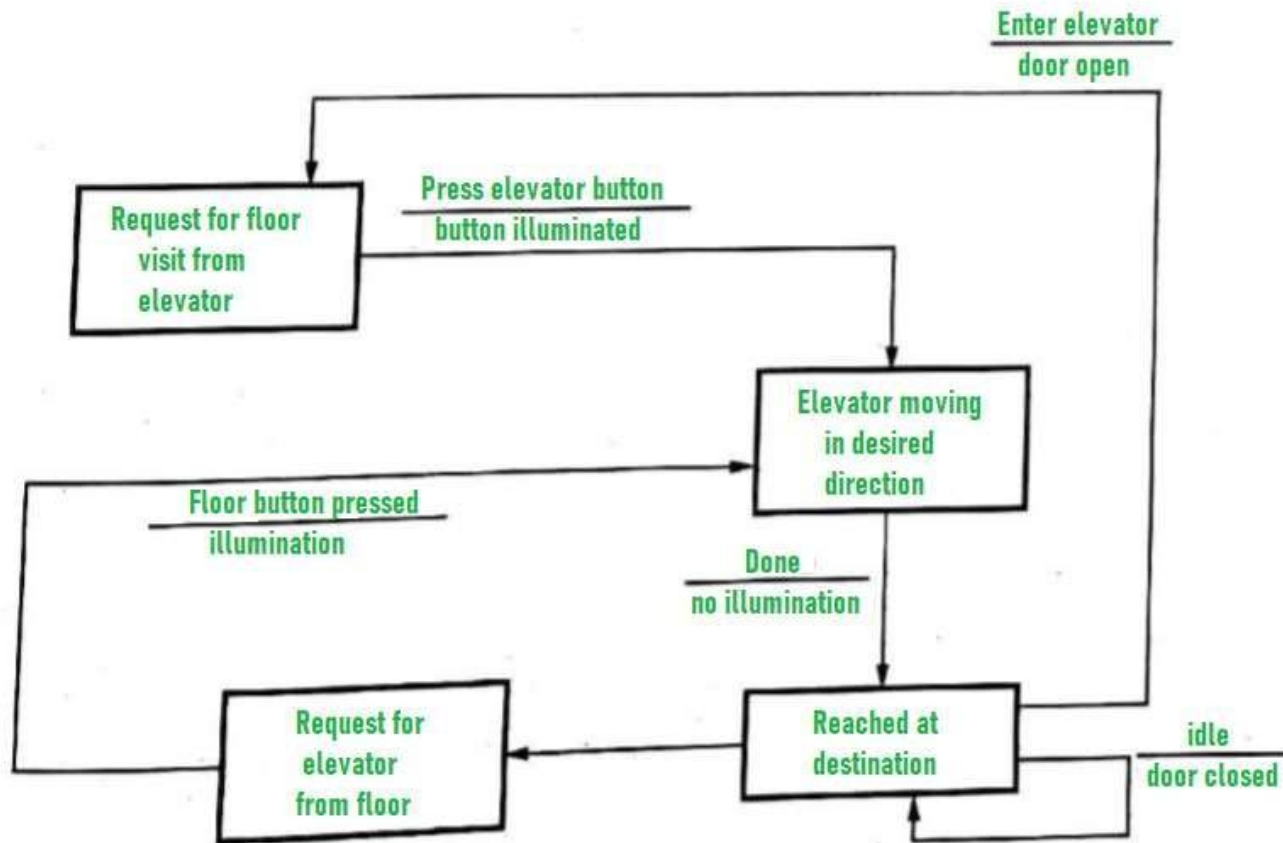 Enter elevator
door open
Press elevator button
button illuminated
Request for floor
visit from
elevator
Elevator moving
in desired
direction
Floor button pressed
illumination
Done
no illumination
Request for
elevator
from floor
Reached at
destination
idle
door closed